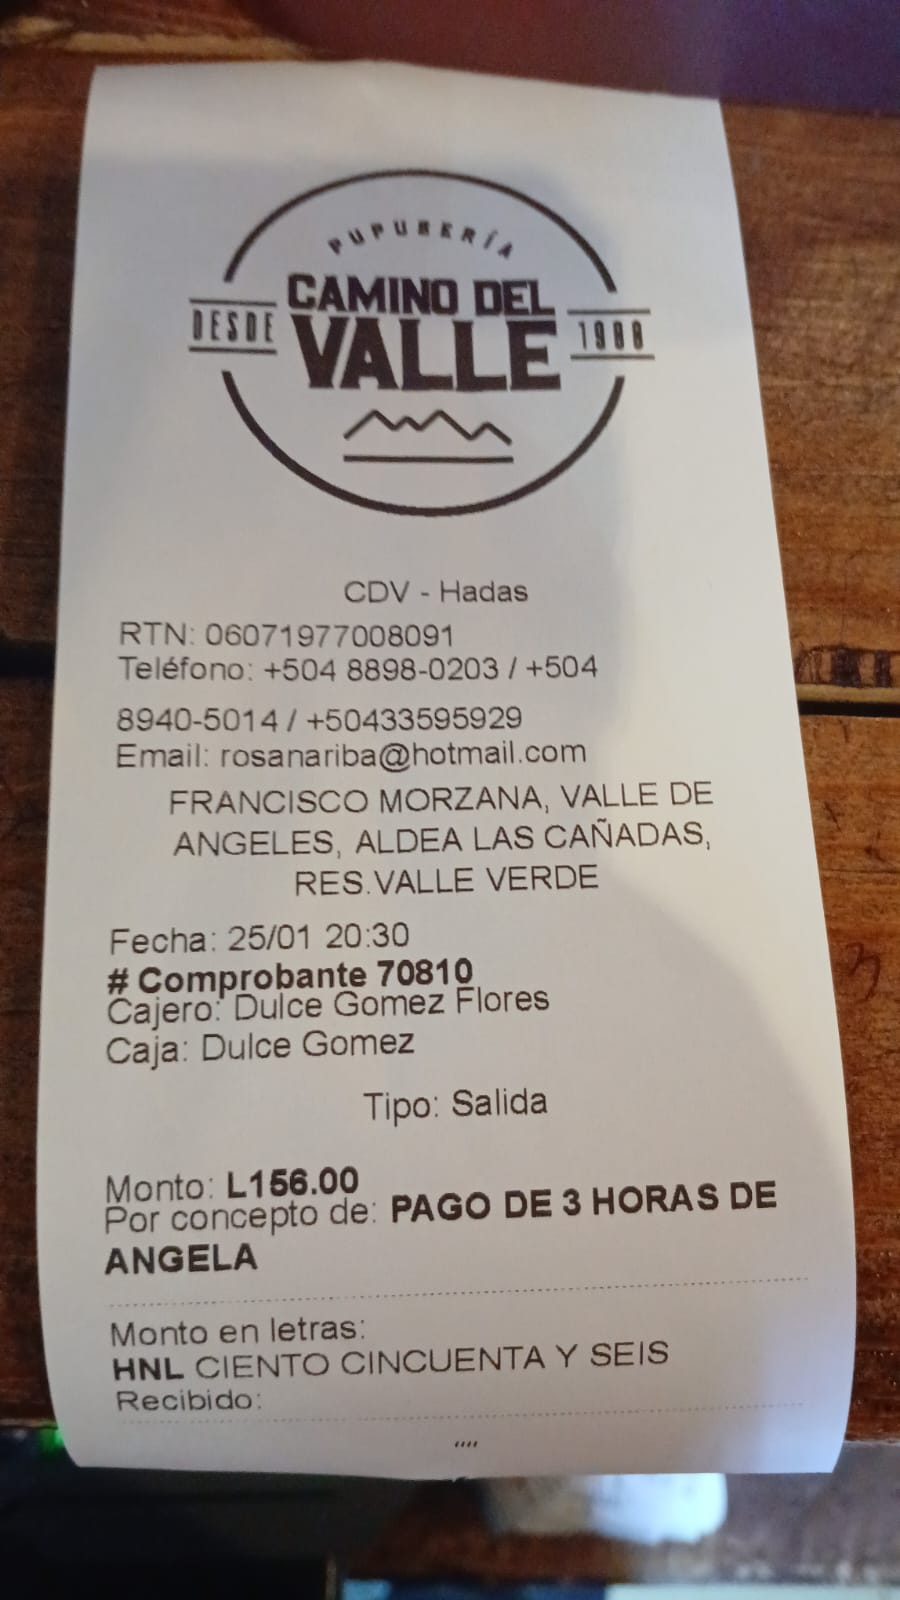 PUPUSERÍA
CAMINO DEL
DESDE VALLE 1988
CDV - Hadas
RTN: 06071977008091
Teléfono: +504 8898-0203 / +504
8940-5014 / +50433595929
Email: rosanariba@hotmail.com
FRANCISCO MORZANA, VALLE DE
ANGELES, ALDEA LAS CAÑADAS,
RES.VALLE VERDE
Fecha: 25/01 20:30
# Comprobante 70810
Cajero: Dulce Gomez Flores
Caja: Dulce Gomez
Tipo: Salida
Monto: L156.00
Por concepto de: PAGO DE 3 HORAS DE
ANGELA
Monto en letras:
HNL CIENTO CINCUENTA Y SEIS
Recibido:
,,,,